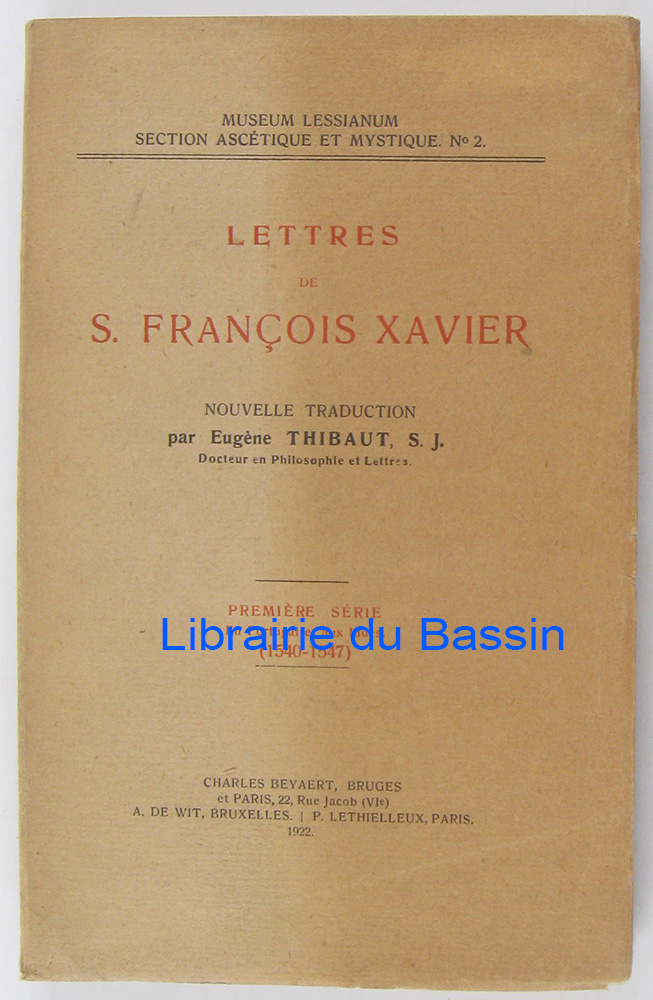 MUSEUM LESSIANUM
SECTION ASCÉTIQUE ET MYSTIQUE. Nº 2.
LETTRES
DE
S. FRANÇOIS XAVIER
NOUVELLE TRADUCTION
par Eugène THIBAUT, S. J.
Docteur en Philosophie et Lettres.
PREMIÈRE SÉRIE
Librairie du Bassin
(1540-1547)
CHARLES BEYAERT, BRUGES
et PARIS, 22, Rue Jacob (VIe)
A. DE WIT, BRUXELLES. | P. LETHIELLEUX, PARIS.
1922.